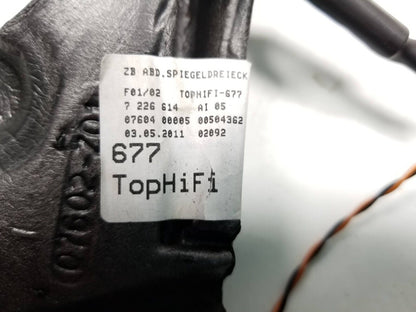 ZB ABD.SPIEGELDREIECK
F01/02 TOPHIFI-677
7 226 614 AI 05
07604 00005 00504362
03.05.2011 02092
677
TopHiFi